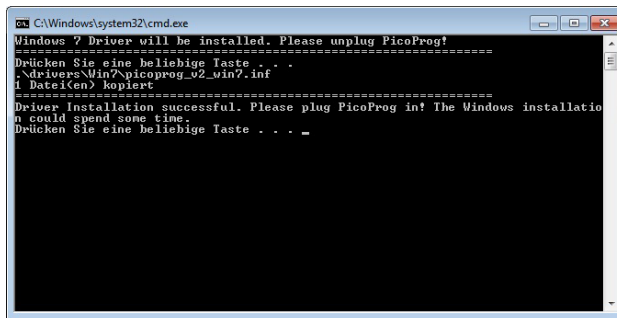 C:\Windows\system32\cmd.exe
Windows 7 Driver will be installed. Please unplug PicoProg!
============================================================
Drücken Sie eine beliebige Taste . . .
.\drivers\Win7\picoprog_v2_win7.inf
1 Datei(en) kopiert
============================================================
Driver Installation successful. Please plug PicoProg in! The Windows installatio
n could spend some time.
Drücken Sie eine beliebige Taste . . . _